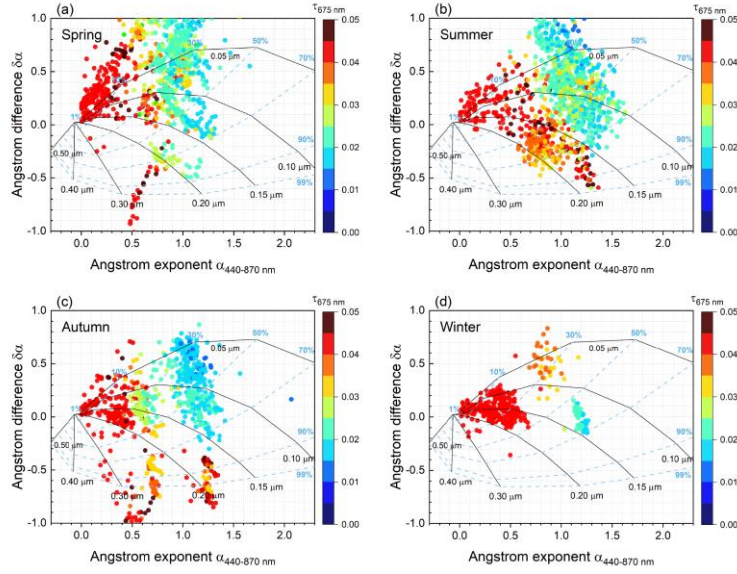 (a)
Spring
1.0
0.5
0.0
-0.5
-1.0
Angstrom difference δα
0.0 0.5 1.0 1.5 2.0
Angstrom exponent α440-870 nm
1%
30%
50%
70%
90%
99%
0.05 μm
0.10 μm
0.15 μm
0.20 μm
0.30 μm
0.40 μm
0.50 μm
τ675 nm
0.05
0.04
0.03
0.02
0.01
0.00
(b)
Summer
1.0
0.5
0.0
-0.5
-1.0
Angstrom difference δα
0.0 0.5 1.0 1.5 2.0
Angstrom exponent α440-870 nm
1%
50%
70%
90%
99%
0.05 μm
0.10 μm
0.15 μm
0.20 μm
0.30 μm
0.40 μm
0.50 μm
τ675 nm
0.05
0.04
0.03
0.02
0.01
0.00
(c)
Autumn
1.0
0.5
0.0
-0.5
-1.0
Angstrom difference δα
0.0 0.5 1.0 1.5 2.0
Angstrom exponent α440-870 nm
1%
10%
30%
50%
70%
90%
99%
0.05 μm
0.10 μm
0.15 μm
0.20 μm
0.30 μm
0.40 μm
0.50 μm
τ675 nm
0.05
0.04
0.03
0.02
0.01
0.00
(d)
Winter
1.0
0.5
0.0
-0.5
-1.0
Angstrom difference δα
0.0 0.5 1.0 1.5 2.0
Angstrom exponent α440-870 nm
1%
10%
30%
50%
70%
90%
99%
0.05 μm
0.10 μm
0.15 μm
0.20 μm
0.30 μm
0.40 μm
0.50 μm
τ675 nm
0.05
0.04
0.03
0.02
0.01
0.00